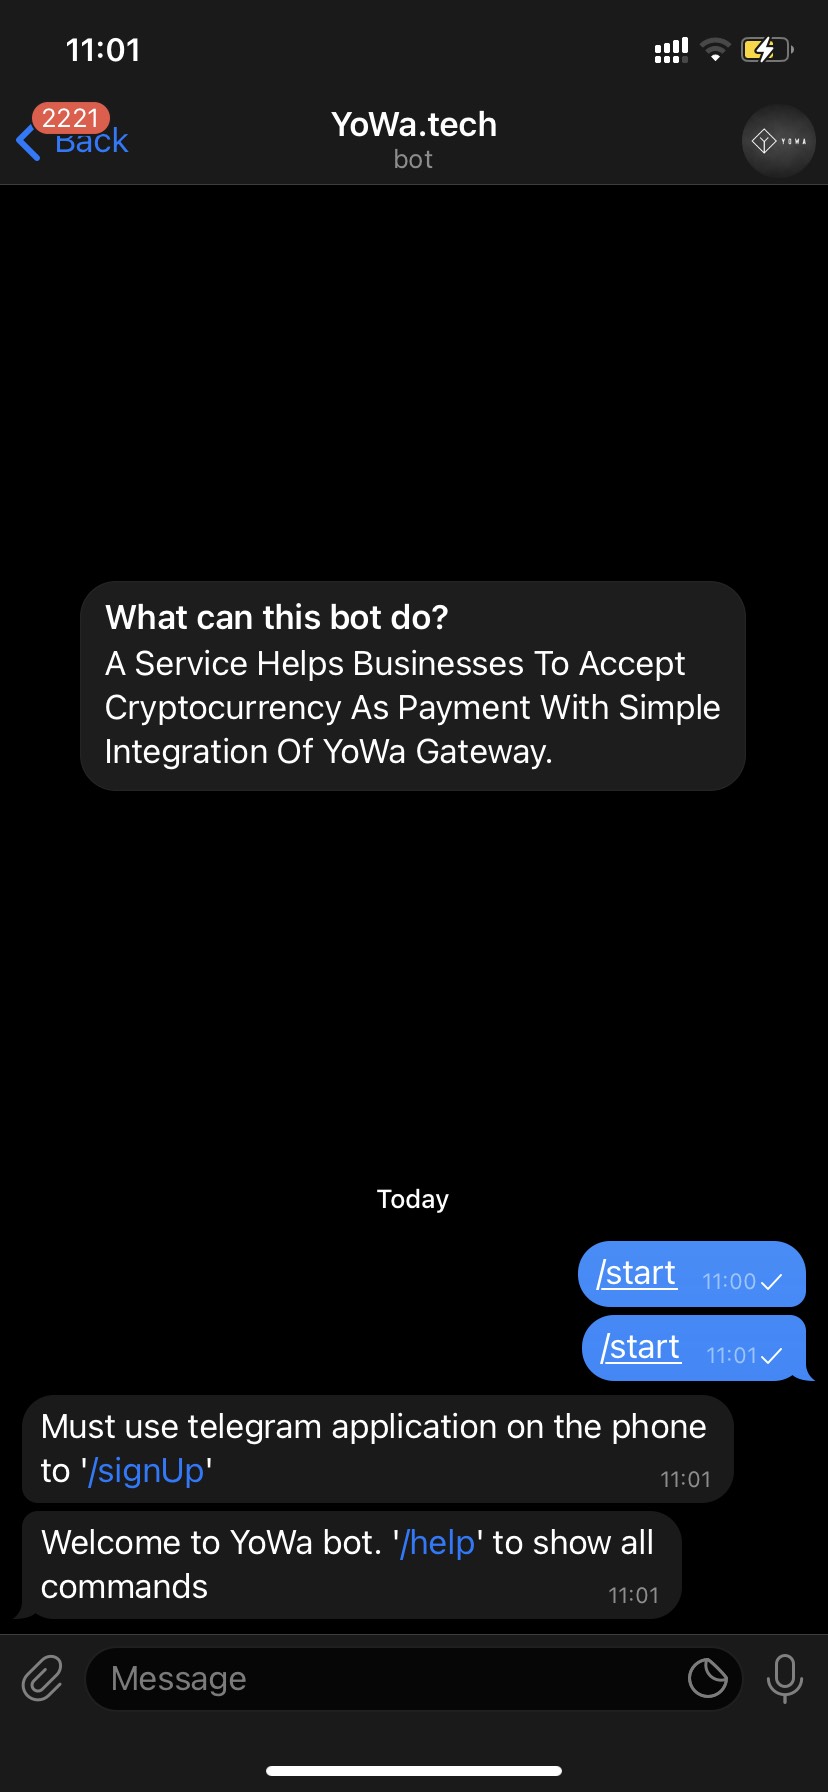 11:01
2221
Back
YoWa.tech
bot
YOWA
What can this bot do?
A Service Helps Businesses To Accept
Cryptocurrency As Payment With Simple
Integration Of YoWa Gateway.
Today
/start 11:00
/start 11:01
Must use telegram application on the phone
to '/signUp' 11:01
Welcome to YoWa bot. '/help' to show all
commands 11:01
Message